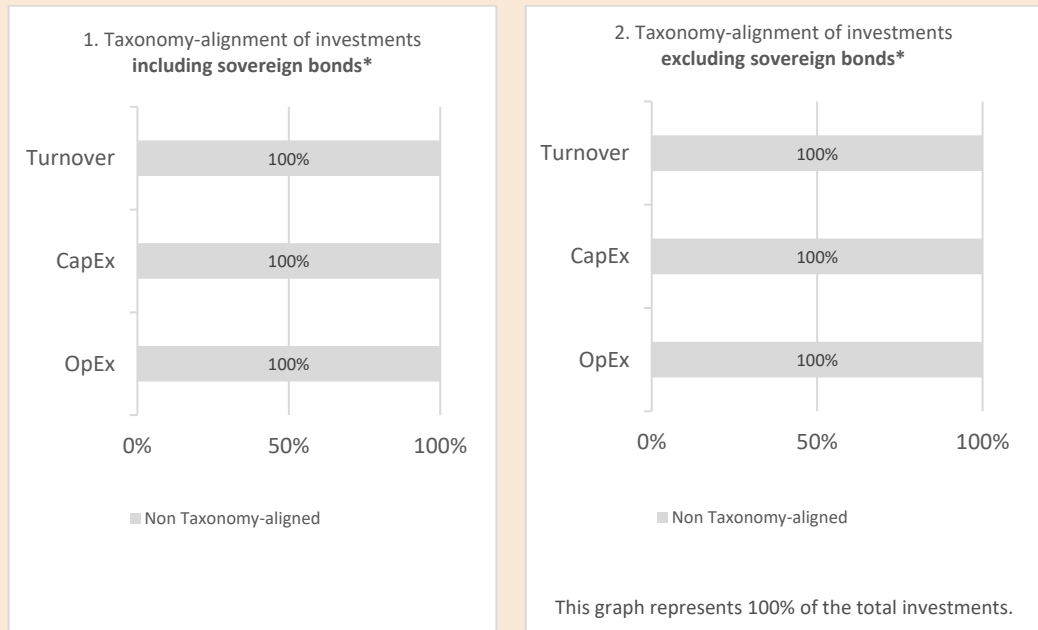 1. Taxonomy-alignment of investments
including sovereign bonds*
Turnover
100%
CapEx
100%
OpEx
100%
0%
50%
100%
Non Taxonomy-aligned
2. Taxonomy-alignment of investments
excluding sovereign bonds*
Turnover
100%
CapEx
100%
OpEx
100%
0%
50%
100%
Non Taxonomy-aligned
This graph represents 100% of the total investments.